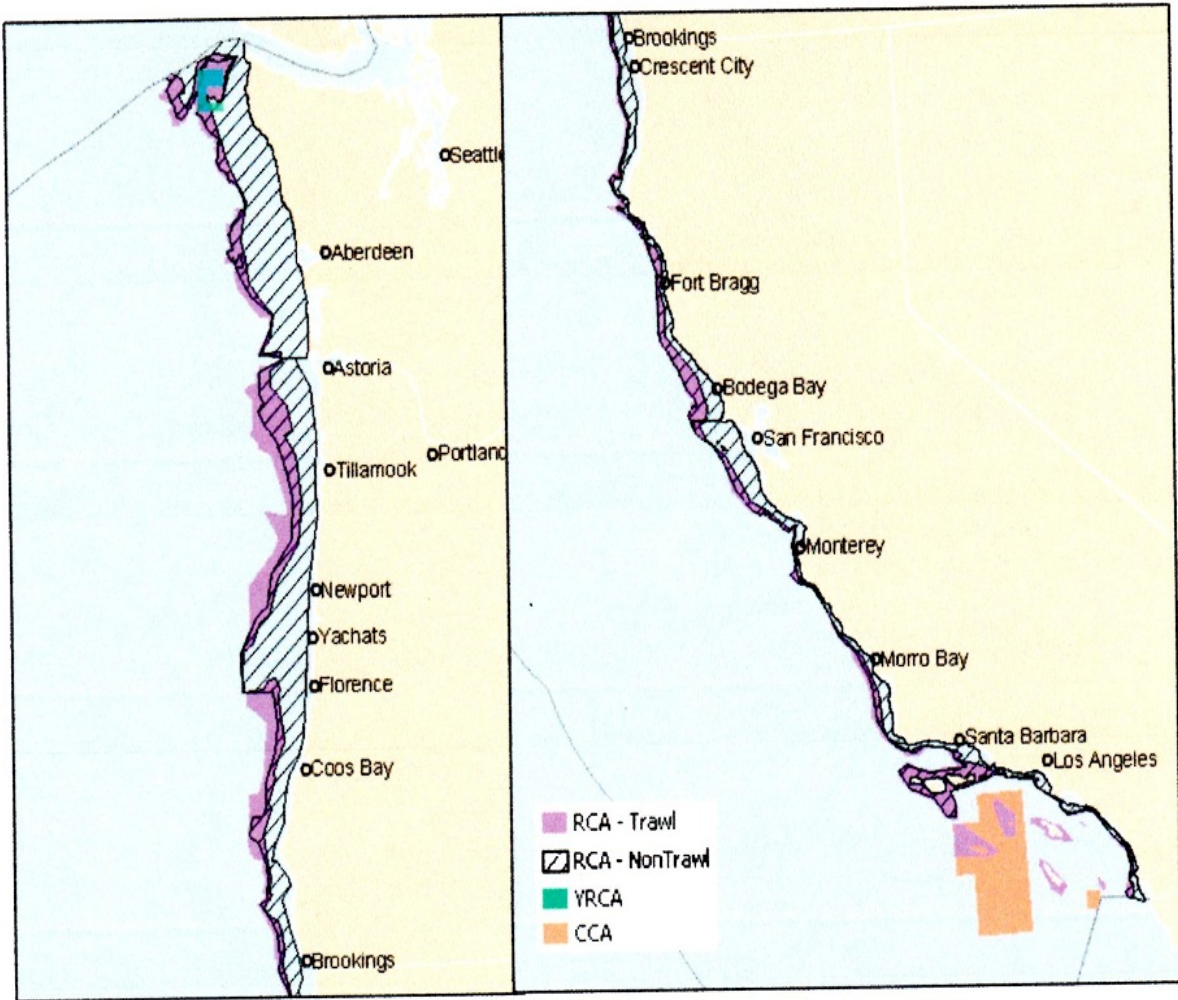 Seattle
Aberdeen
Astoria
Portland
Tillamook
Newport
Yachats
Florence
Coos Bay
Brookings
Brookings
Crescent City
Fort Bragg
Bodega Bay
San Francisco
Monterey
Morro Bay
Santa Barbara
Los Angeles
RCA - Trawl
RCA - NonTrawl
YRCA
CCA